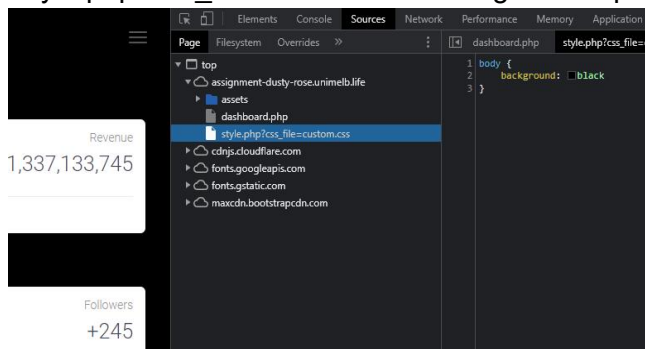 Elements Console Sources Network Performance Memory Application
Page Filesystem Overrides » dashboard.php style.php?css_file=
top
assignment-dusty-rose.unimelb.life
assets
dashboard.php
style.php?css_file=custom.css
cdnjs.cloudflare.com
fonts.googleapis.com
fonts.gstatic.com
maxcdn.bootstrapcdn.com
1 body {
2 background: black
3 }
Revenue
1,337,133,745
Followers
+245